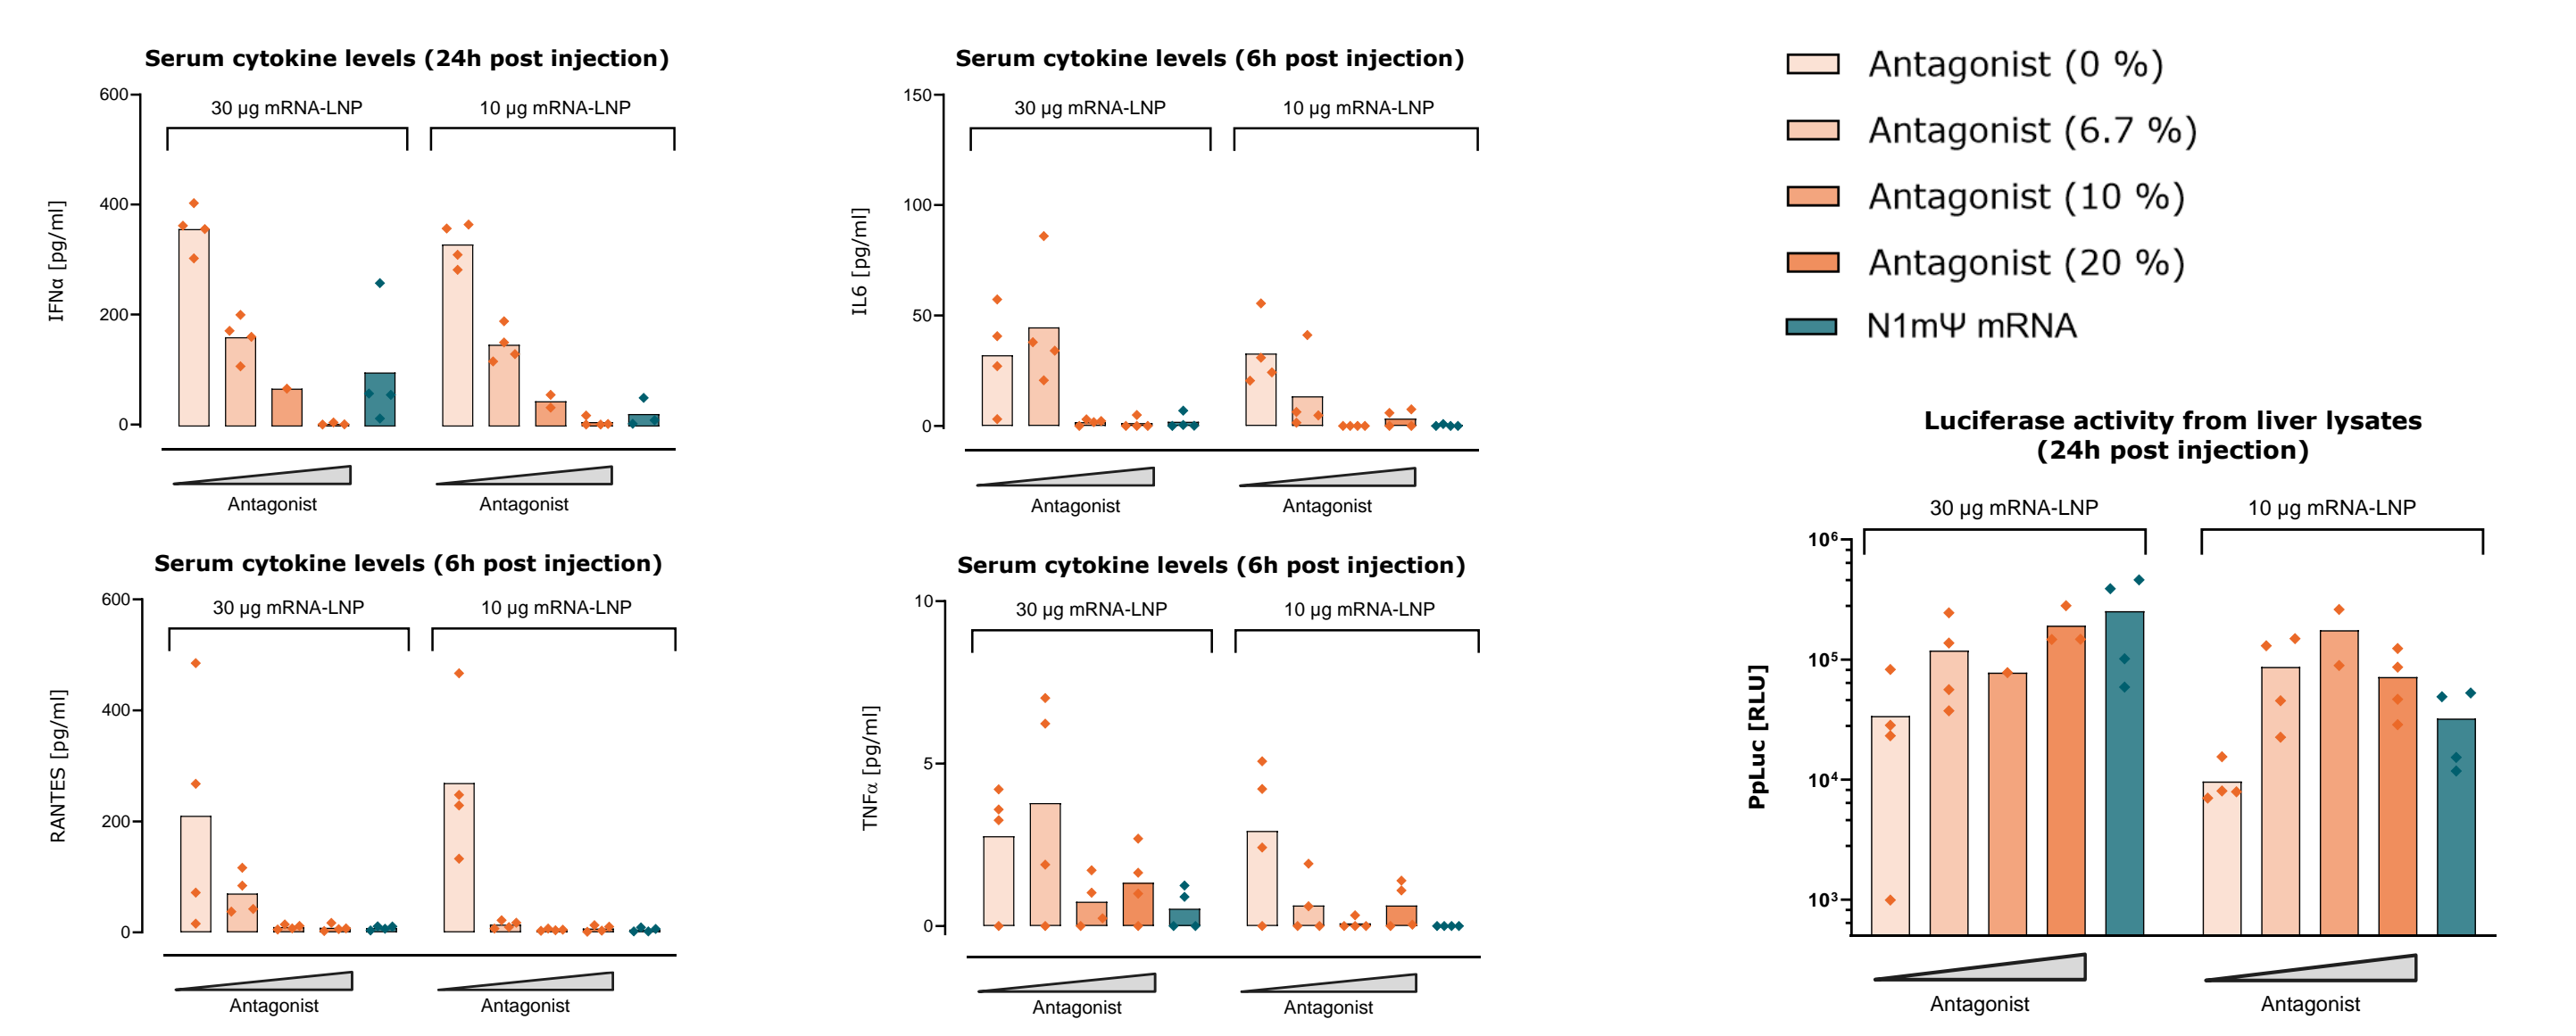 Serum cytokine levels (24h post injection)
30 µg mRNA-LNP
10 µg mRNA-LNP
IFNα [pg/ml]
600
400
200
0
Antagonist
Antagonist
Serum cytokine levels (6h post injection)
30 µg mRNA-LNP
10 µg mRNA-LNP
IL6 [pg/ml]
150
100
50
0
Antagonist
Antagonist
Antagonist (0 %)
Antagonist (6.7 %)
Antagonist (10 %)
Antagonist (20 %)
N1mΨ mRNA
Serum cytokine levels (6h post injection)
30 µg mRNA-LNP
10 µg mRNA-LNP
RANTES [pg/ml]
600
400
200
0
Antagonist
Antagonist
Serum cytokine levels (6h post injection)
30 µg mRNA-LNP
10 µg mRNA-LNP
TNFα [pg/ml]
10
5
0
Antagonist
Antagonist
Luciferase activity from liver lysates
(24h post injection)
30 µg mRNA-LNP
10 µg mRNA-LNP
PpLuc [RLU]
10⁶
10⁵
10⁴
10³
Antagonist
Antagonist